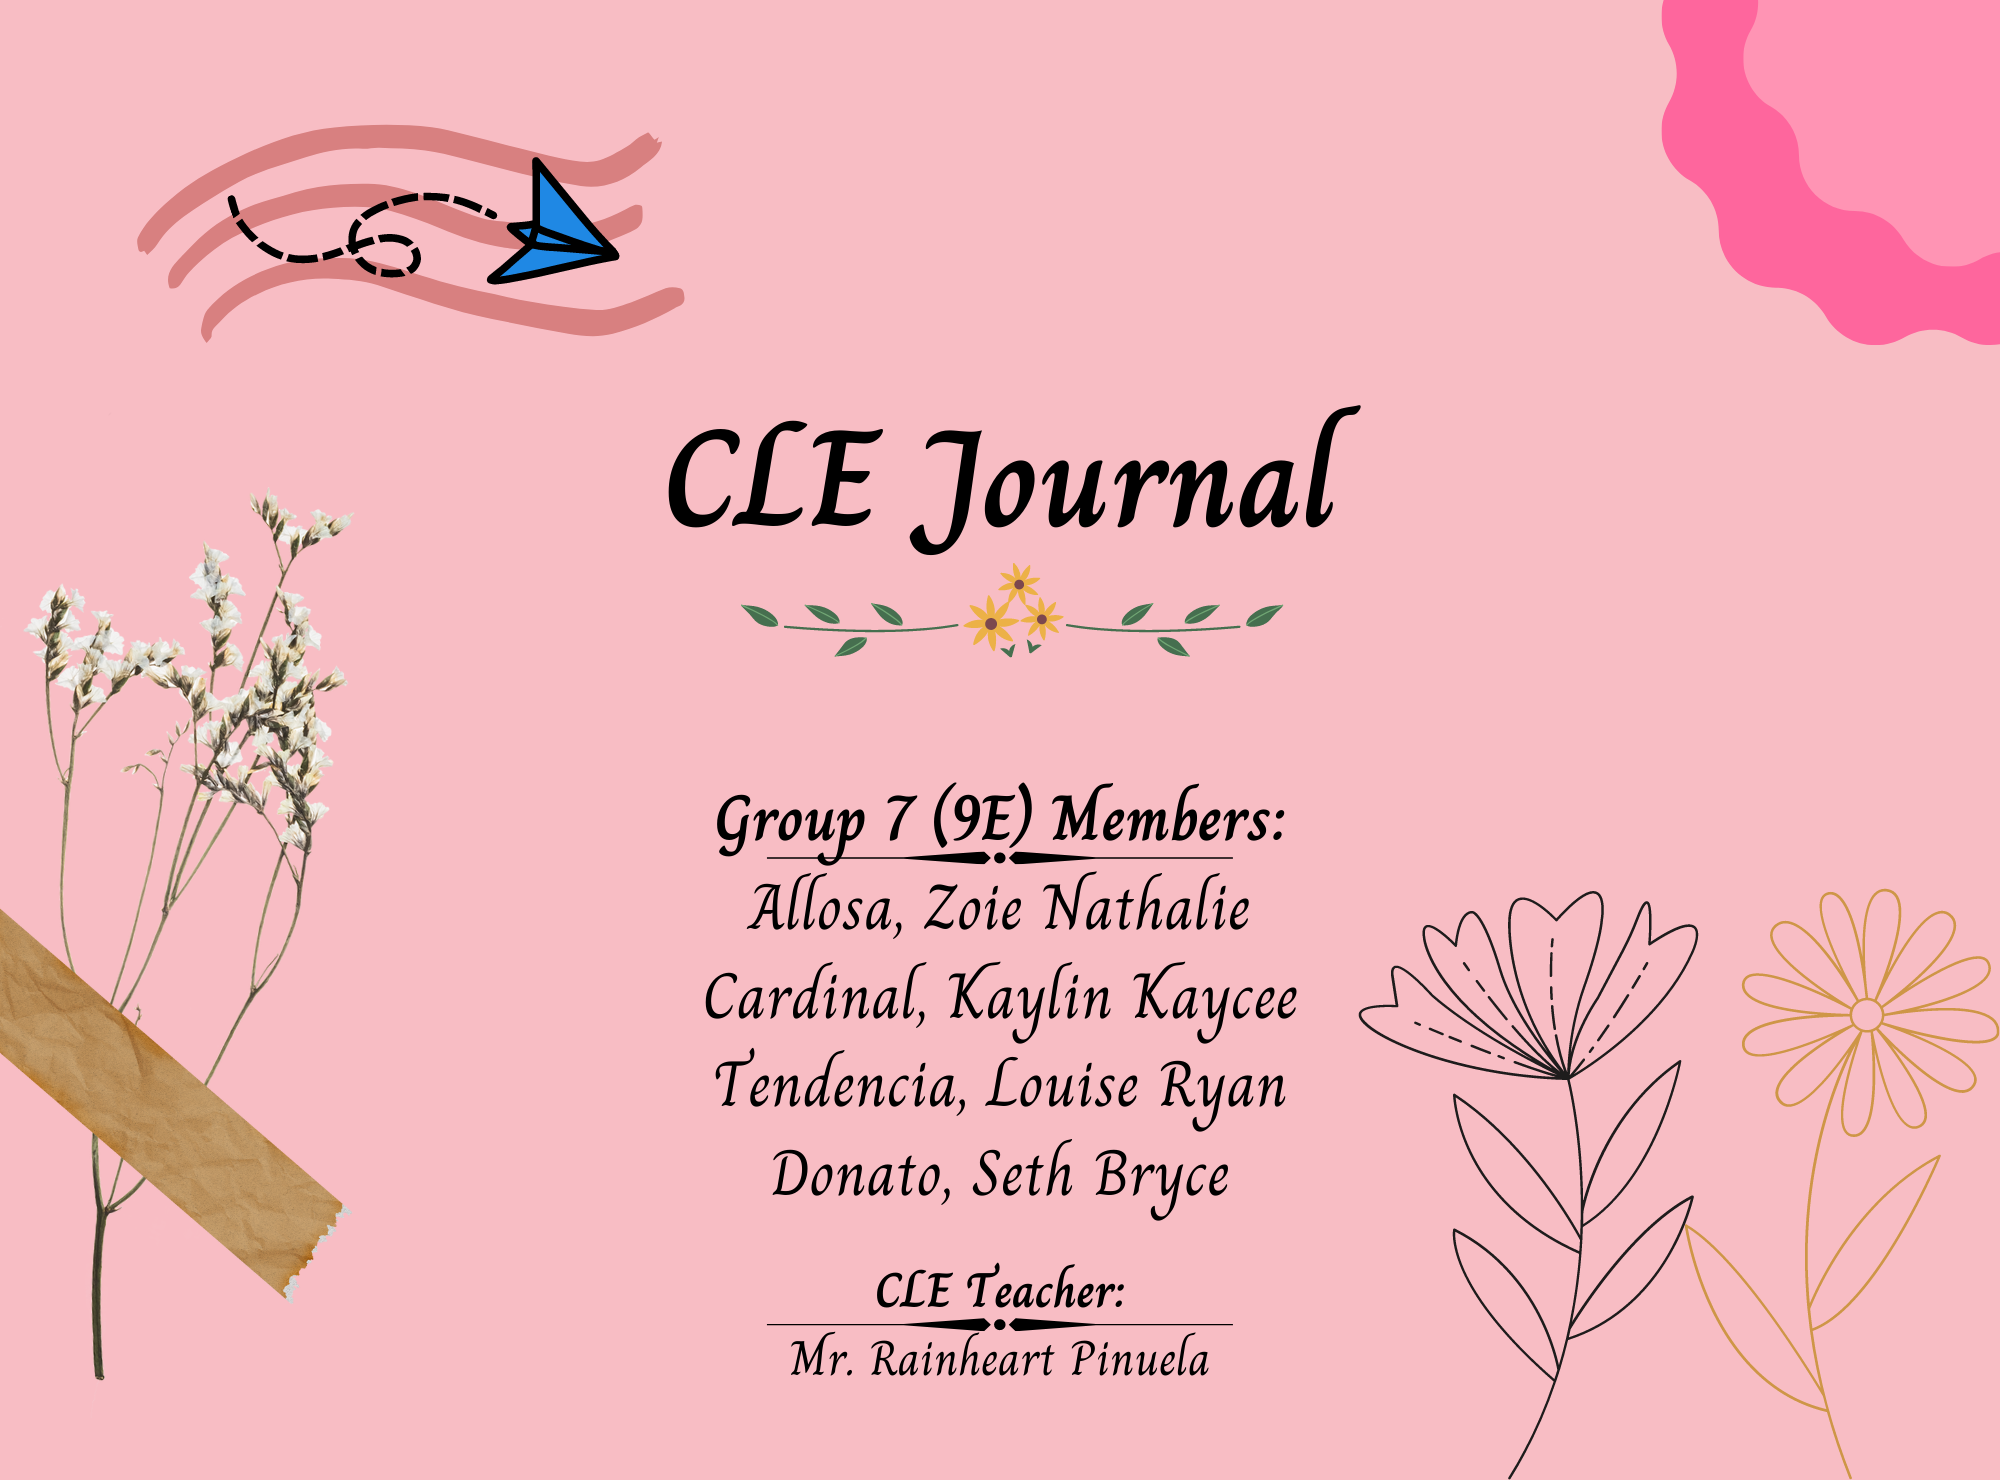 CLE Journal
Group 7 (9E) Members:
Allosa, Zoie Nathalie
Cardinal, Kaylin Kaycee
Tendencia, Louise Ryan
Donato, Seth Bryce
CLE Teacher:
Mr. Rainheart Pinuela